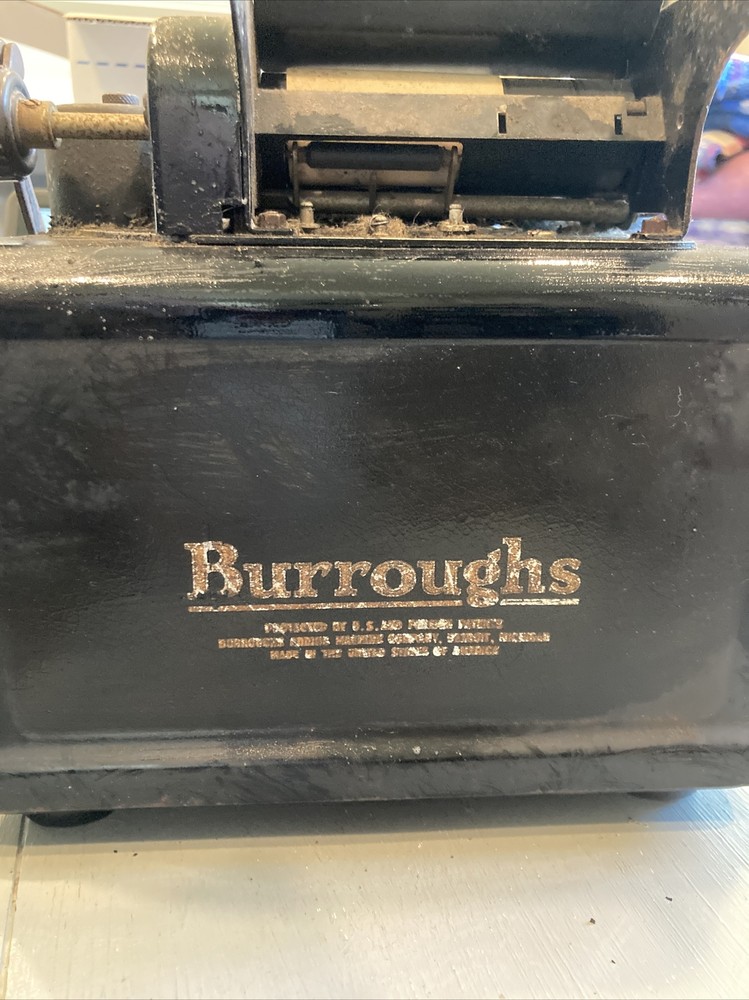 Burroughs
PROTECTED BY U.S. AND FOREIGN PATENTS
BURROUGHS ADDING MACHINE COMPANY, DETROIT, MICHIGAN
MADE IN THE UNITED STATES OF AMERICA